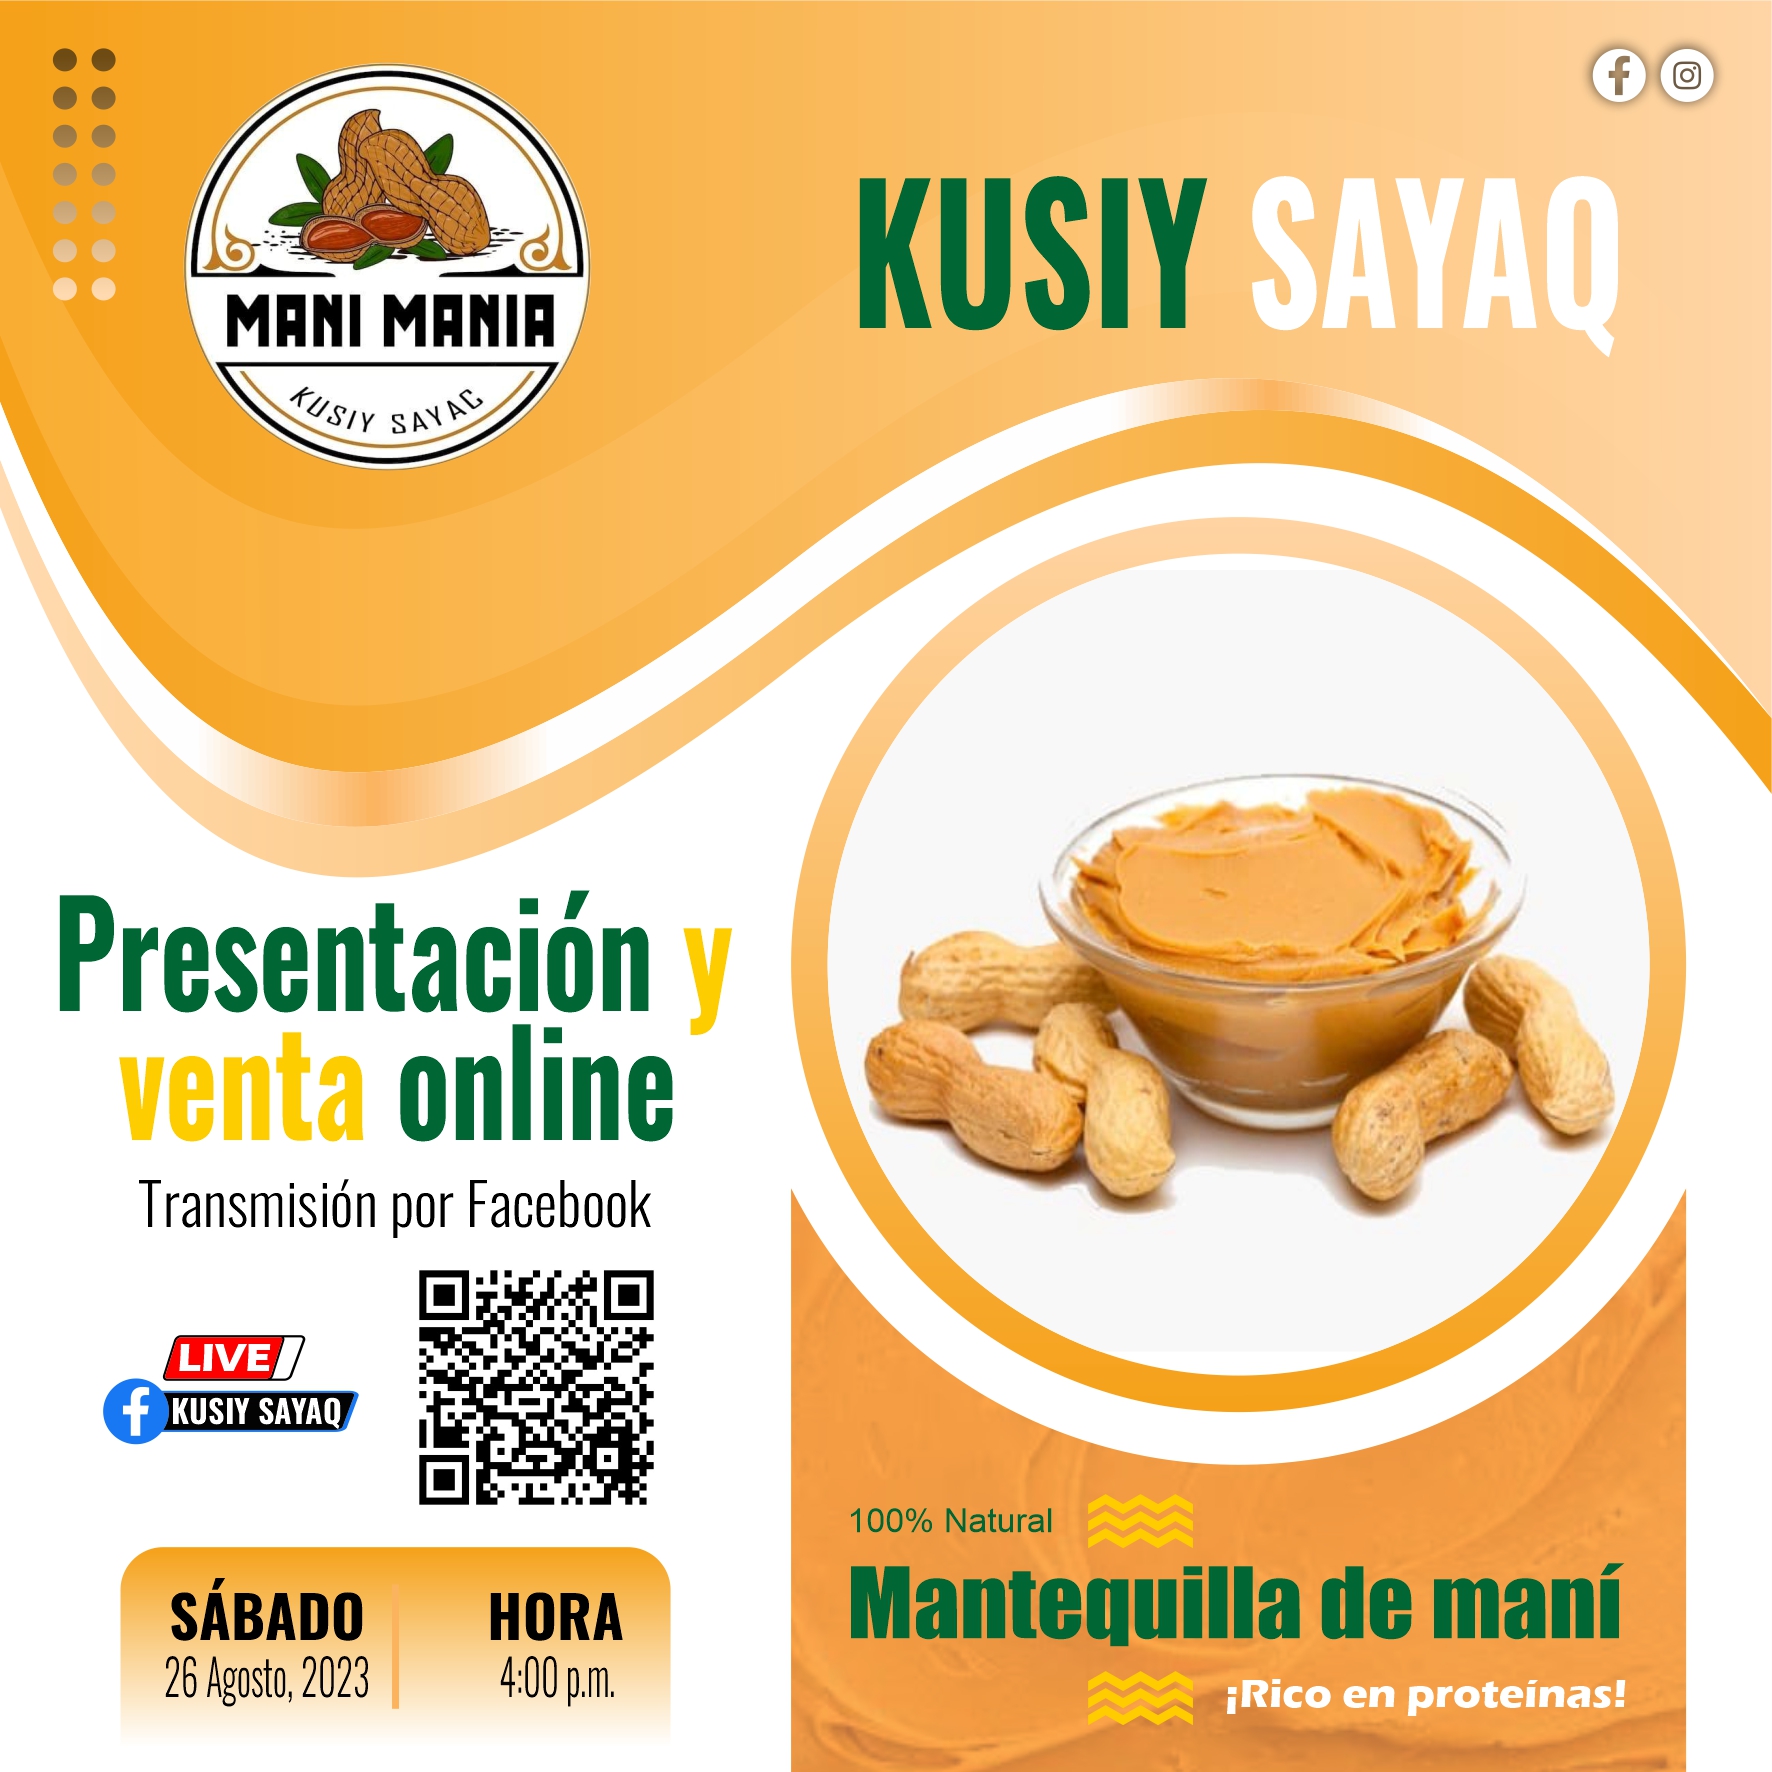 MANI MANIA
KUSIY SAYAC
KUSIY SAYAQ
Presentación y
venta online
Transmisión por Facebook
LIVE
KUSIY SAYAQ
SÁBADO
26 Agosto, 2023
HORA
4:00 p.m.
100% Natural
Mantequilla de maní
¡Rico en proteínas!